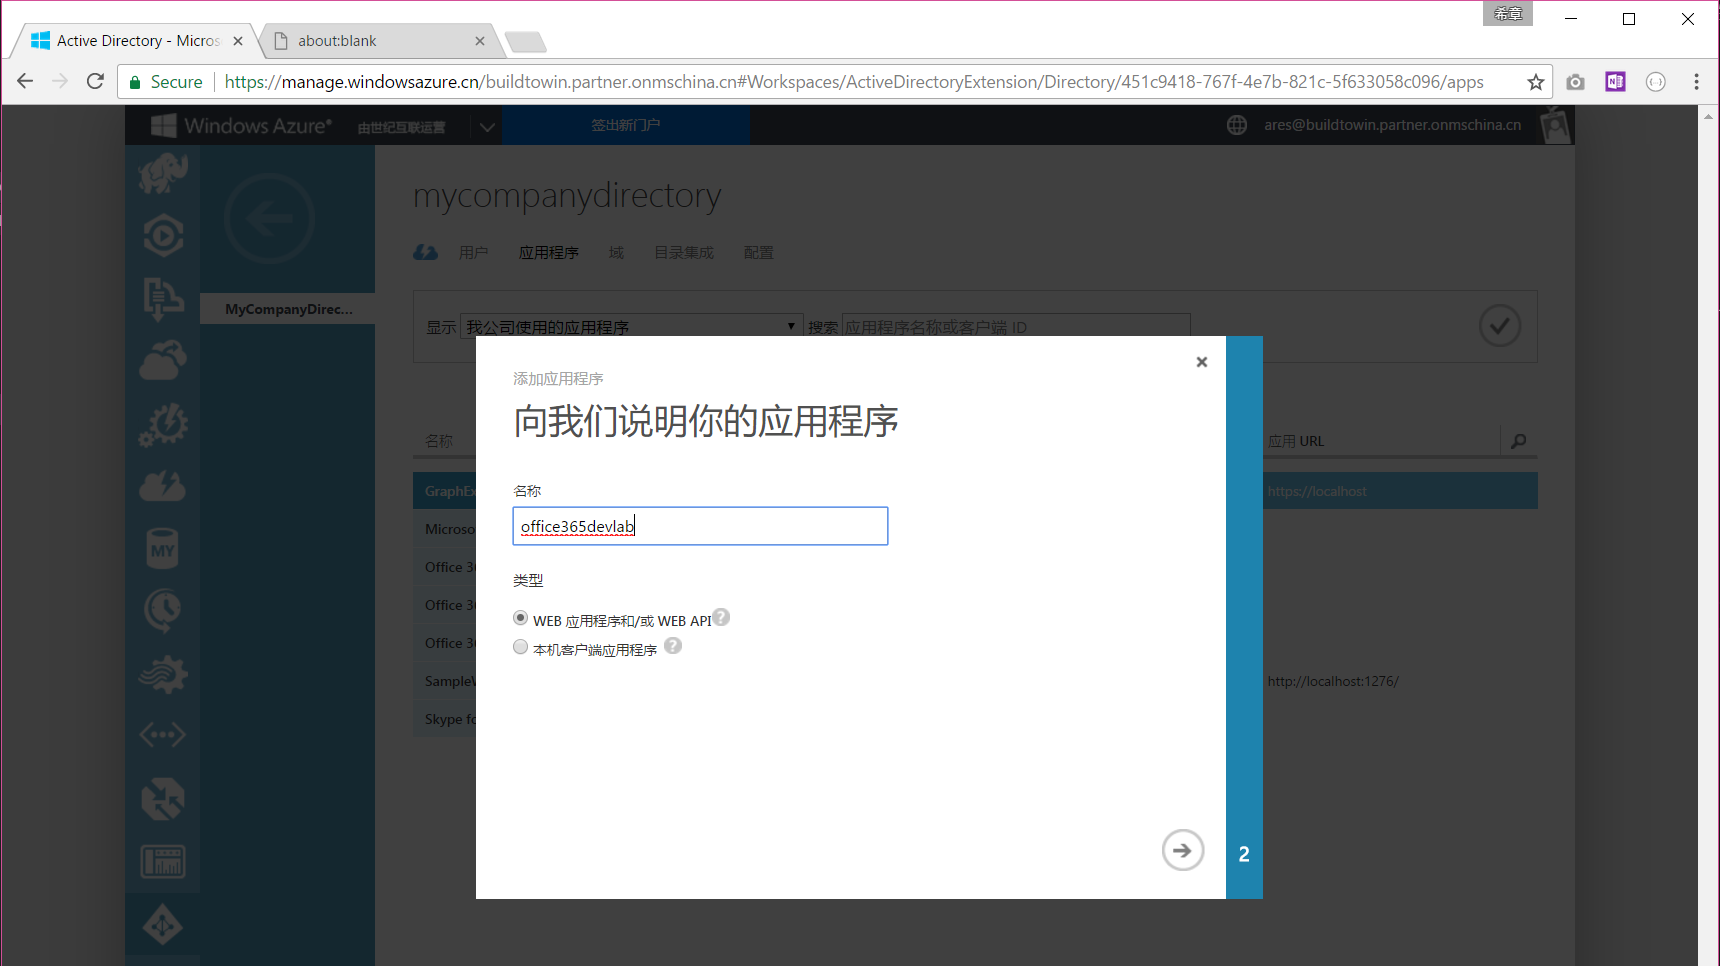 希章
Active Directory - Micros
about:blank
Secure https://manage.windowsazure.cn/buildtowin.partner.onmschina.cn#Workspaces/ActiveDirectoryExtension/Directory/451c9418-767f-4e7b-821c-5f633058c096/apps
Windows Azure* 由世纪互联运营 签出新门户 ares@buildtowin.partner.onmschina.cn
mycompanydirectory
用户 应用程序 域 目录集成 配置
MyCompanyDirec...
显示 我公司使用的应用程序 搜索 应用程序名称或客户端 ID
添加应用程序
向我们说明你的应用程序
名称 应用 URL
名称
GraphEx https://localhost
office365devlab
Microso
Office 36
类型
Office 36
WEB 应用程序和/或 WEB API ?
Office 36
本机客户端应用程序 ?
SampleW http://localhost:1276/
Skype fo
MY
2